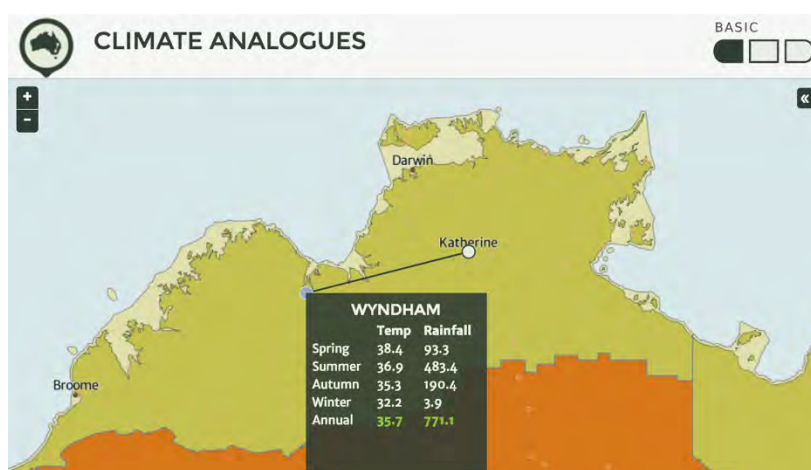 CLIMATE ANALOGUES
BASIC
+
-
«
Darwin
Katherine
Broome
WYNDHAM
Temp Rainfall
Spring 38.4 93.3
Summer 36.9 483.4
Autumn 35.3 190.4
Winter 32.2 3.9
Annual 35.7 771.1